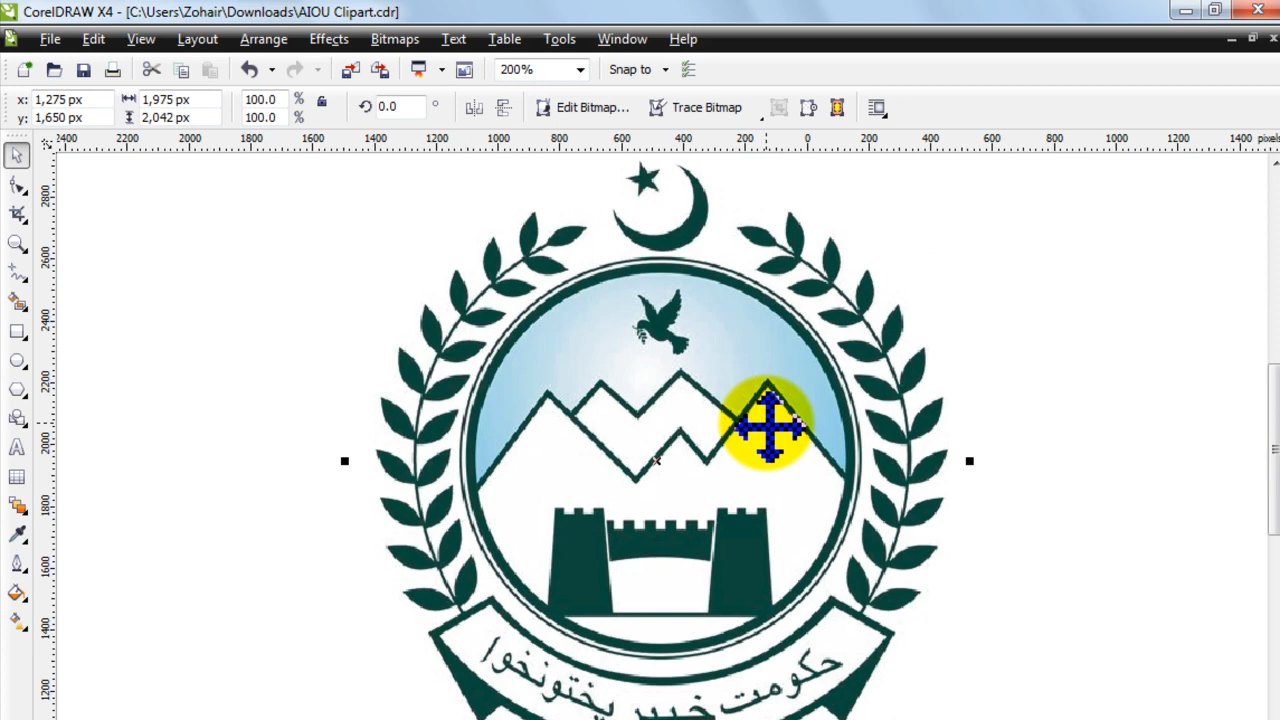 CorelDRAW X4 - [C:\Users\Zohair\Downloads\AIOU Clipart.cdr]
File Edit View Layout Arrange Effects Bitmaps Text Table Tools Window Help
200% Snap to
x: 1,275 px 1,975 px 100.0 % 0.0 ° Edit Bitmap... Trace Bitmap
y: 1,650 px 2,042 px 100.0 %
2400 2200 2000 1800 1600 1400 1200 1000 800 600 400 200 0 200 400 600 800 1000 1200 1400 pixels
2800
2600
2400
2200
2000
1800
1600
1400
1200
حکومت خیبر پختونخوا